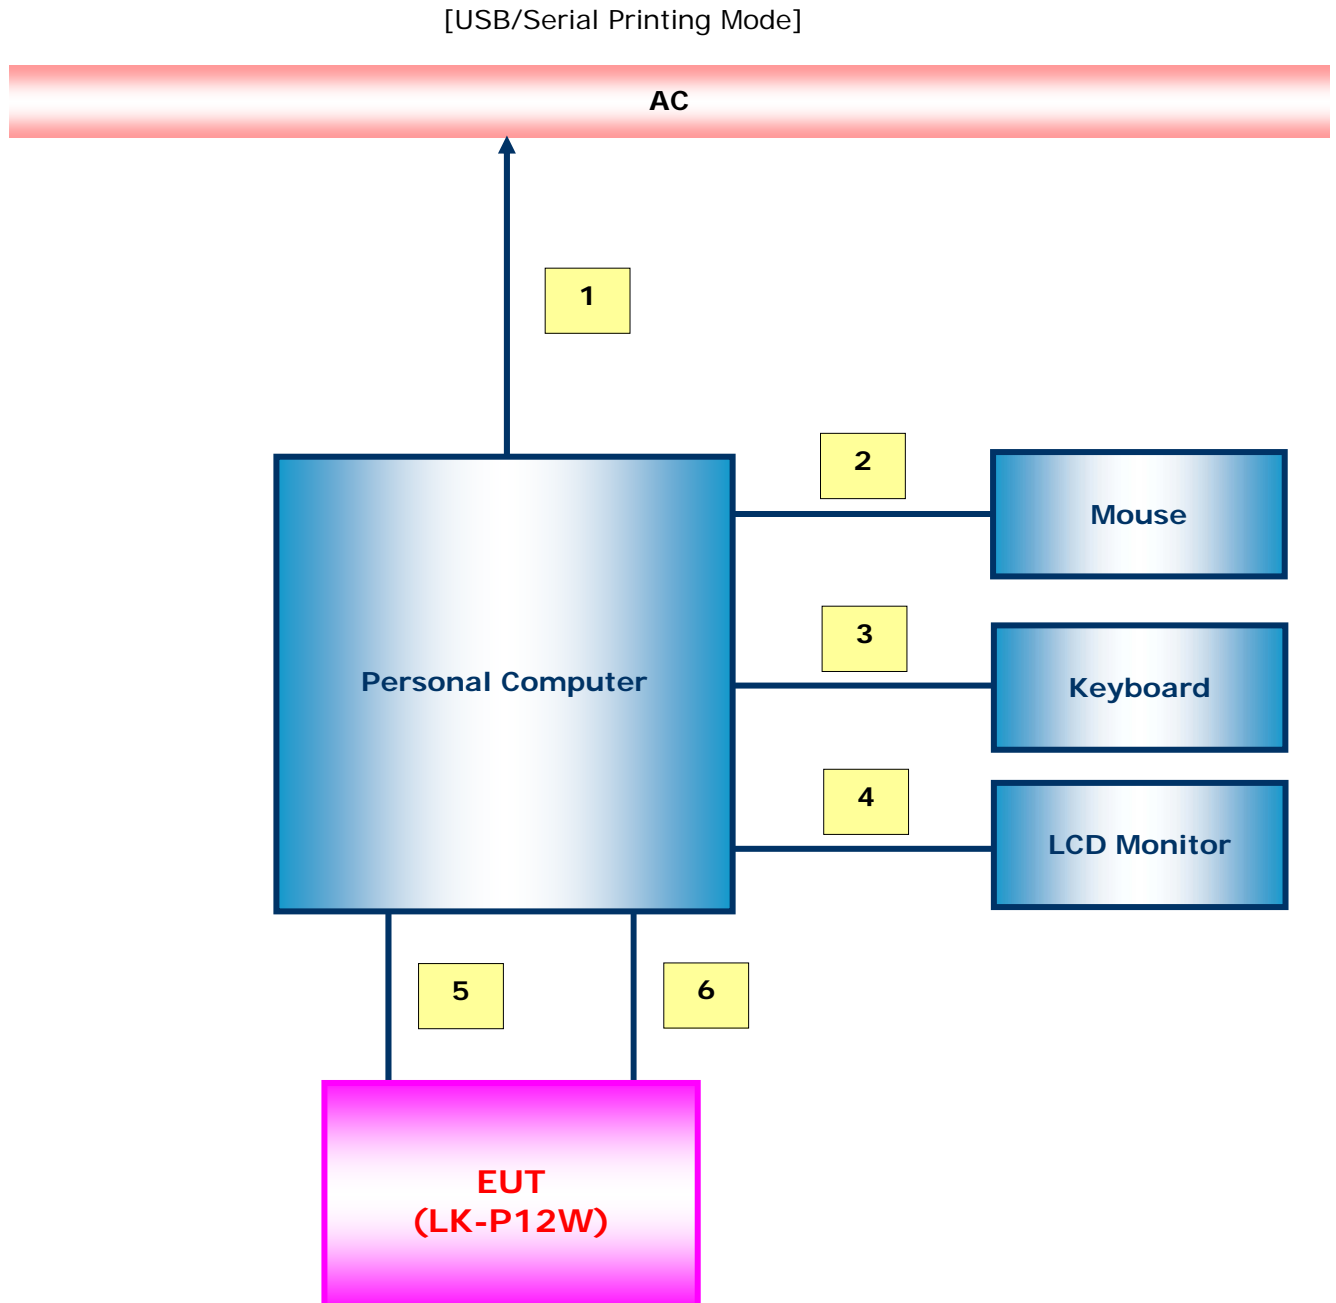 [USB/Serial Printing Mode]
AC
1
2
Mouse
3
Keyboard
Personal Computer
4
LCD Monitor
5
6
EUT
(LK-P12W)